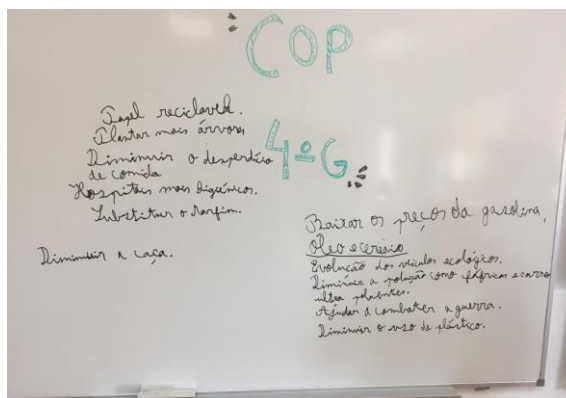 COP
4ºG
Papel reciclavel.
Plantar mais árvores
Diminuir o desperdício
de comida
Hospitais mais higiénicos.
Substituir o marfim.
Diminuir a caça.
Baixar os preços da gasolina,
Óleo e cereais
Evolução dos veículos ecológicos.
Diminuir a poluição como fábricas e carros
ultra poluentes.
Ajudar a combater a guerra.
Diminuir o uso de plástico.